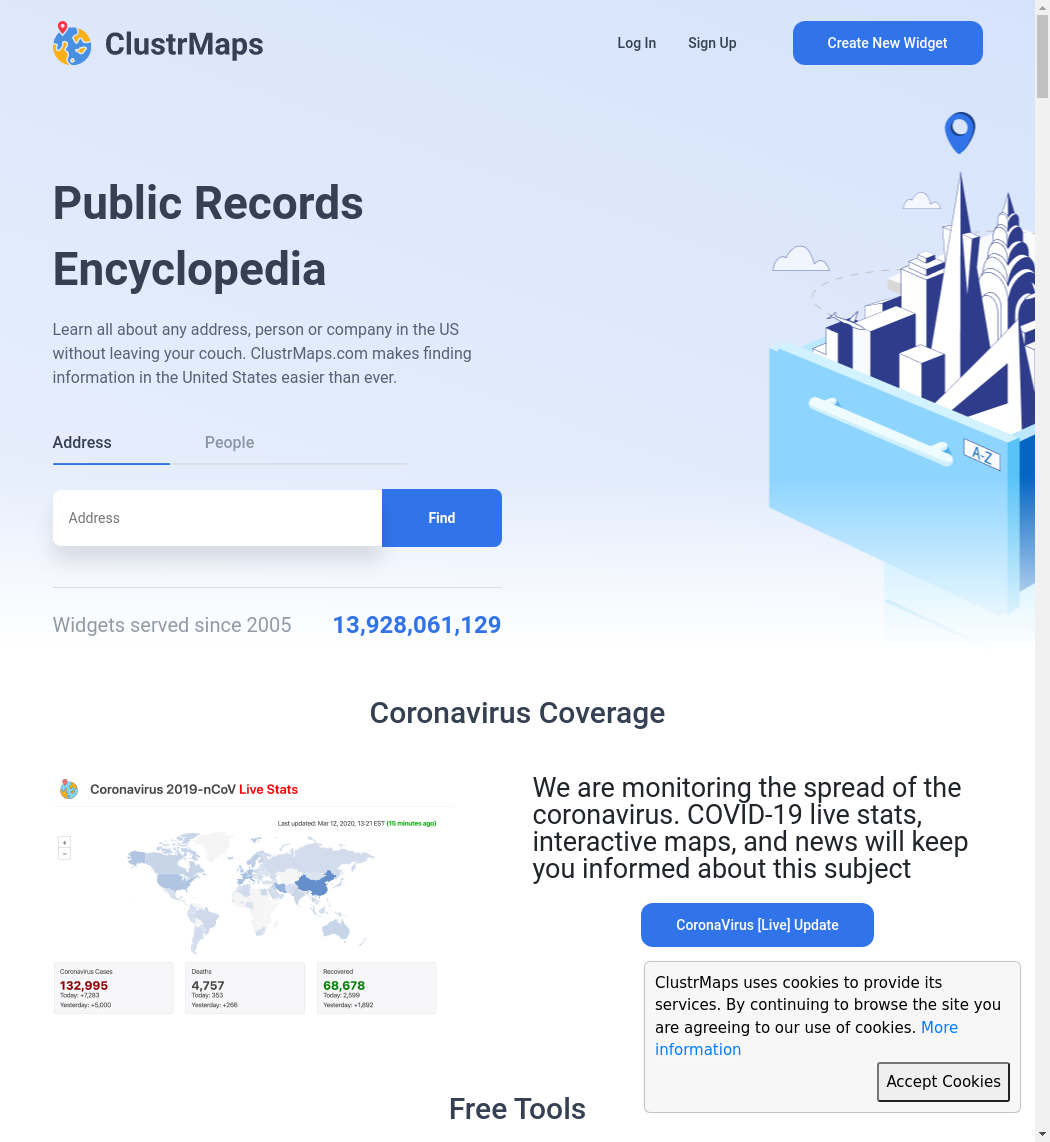 ClustrMaps
Log In
Sign Up
Create New Widget
Public Records
Encyclopedia
Learn all about any address, person or company in the US
without leaving your couch. ClustrMaps.com makes finding
information in the United States easier than ever.
Address
People
Address
Find
A-Z
Widgets served since 2005
13,928,061,129
Coronavirus Coverage
Coronavirus 2019-nCoV Live Stats
Last updated: Mar 12, 2020, 13:21 EST (15 minutes ago)
+
−
Coronavirus Cases
132,995
Today: +7,283
Yesterday: +5,000
Deaths
4,757
Today: 353
Yesterday: +266
Recovered
68,678
Today: 2,599
Yesterday: +1,892
We are monitoring the spread of the
coronavirus. COVID-19 live stats,
interactive maps, and news will keep
you informed about this subject
CoronaVirus [Live] Update
ClustrMaps uses cookies to provide its
services. By continuing to browse the site you
are agreeing to our use of cookies. More
information
Accept Cookies
Free Tools